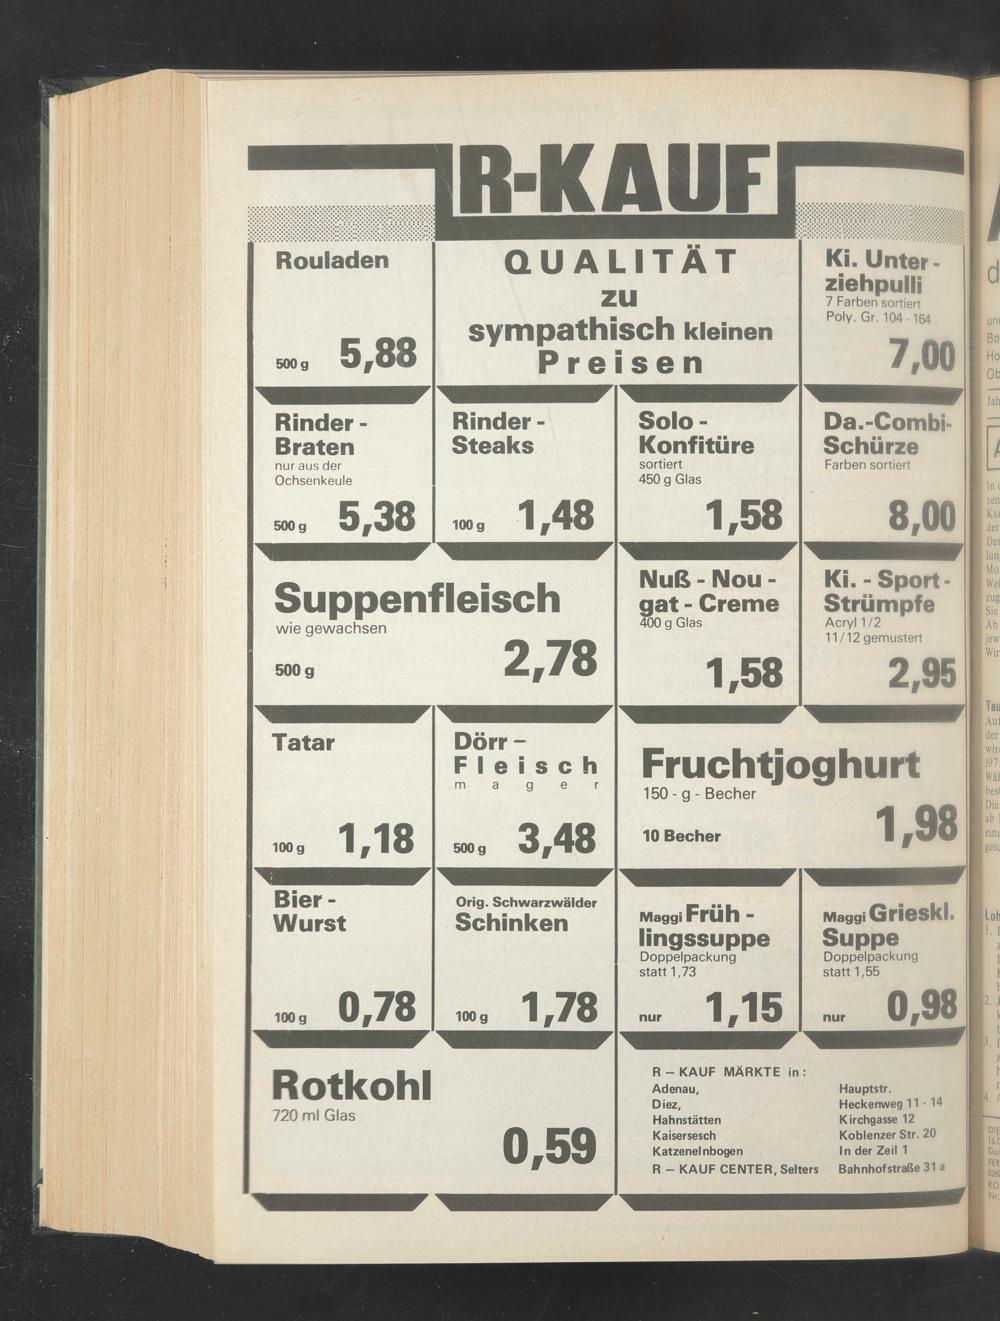 R-KAUF
Rouladen
500 g 5,88
QUALITÄT
zu
sympathisch kleinen
Preisen
Ki. Unter-
ziehpulli
7 Farben sortiert
Poly. Gr. 104-164
7,00
Rinder-
Braten
nur aus der
Ochsenkeule
500 g 5,38
Rinder-
Steaks
100 g 1,48
Solo-
Konfitüre
sortiert
450 g Glas
1,58
Da.-Combi-
Schürze
Farben sortiert
8,00
Suppenfleisch
wie gewachsen
500 g 2,78
Nuß-Nou-
gat-Creme
400 g Glas
1,58
Ki.-Sport-
Strümpfe
Acryl 1/2
11/12 gemustert
2,95
Tatar
100 g 1,18
Dörr-
Fleisch
mager
500 g 3,48
Fruchtjoghurt
150-g-Becher
10 Becher 1,98
Bier-
Wurst
100 g 0,78
Orig. Schwarzwälder
Schinken
100 g 1,78
Maggi Früh-
lingssuppe
Doppelpackung
statt 1,73
nur 1,15
Maggi Grieskl.
Suppe
Doppelpackung
statt 1,55
nur 0,98
Rotkohl
720 ml Glas
0,59
R – KAUF MÄRKTE in:
Adenau, Hauptstr.
Diez, Heckenweg 11-14
Hahnstätten Kirchgasse 12
Kaisersesch Koblenzer Str. 20
Katzenelnbogen In der Zeil 1
R – KAUF CENTER, Selters Bahnhofstraße 31 a